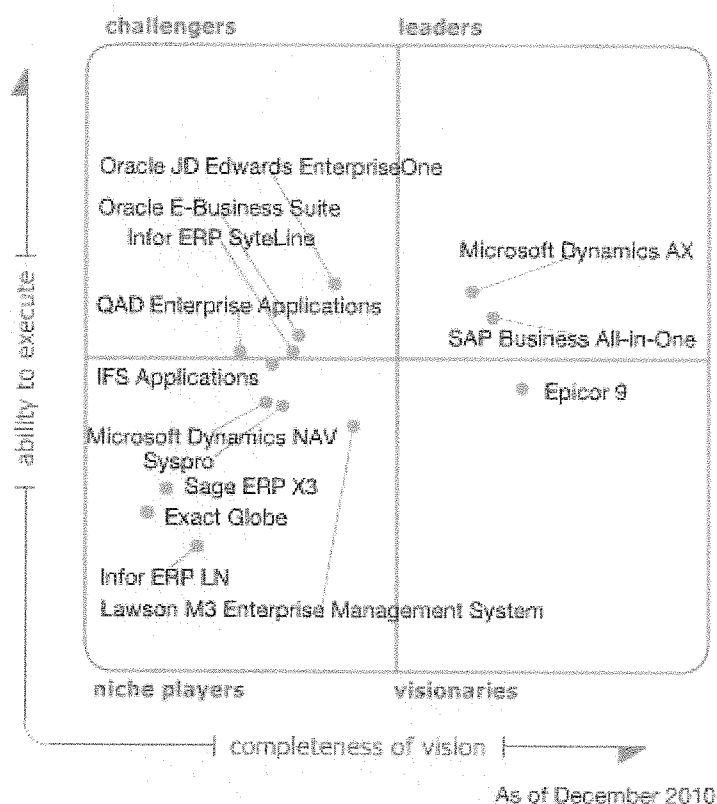 challengers
leaders
Oracle JD Edwards EnterpriseOne
Oracle E-Business Suite
Infor ERP SyteLine
Microsoft Dynamics AX
QAD Enterprise Applications
SAP Business All-in-One
IFS Applications
Epicor 9
Microsoft Dynamics NAV
Syspro
Sage ERP X3
Exact Globe
Infor ERP LN
Lawson M3 Enterprise Management System
niche players
visionaries
ability to execute
completeness of vision
As of December 2010